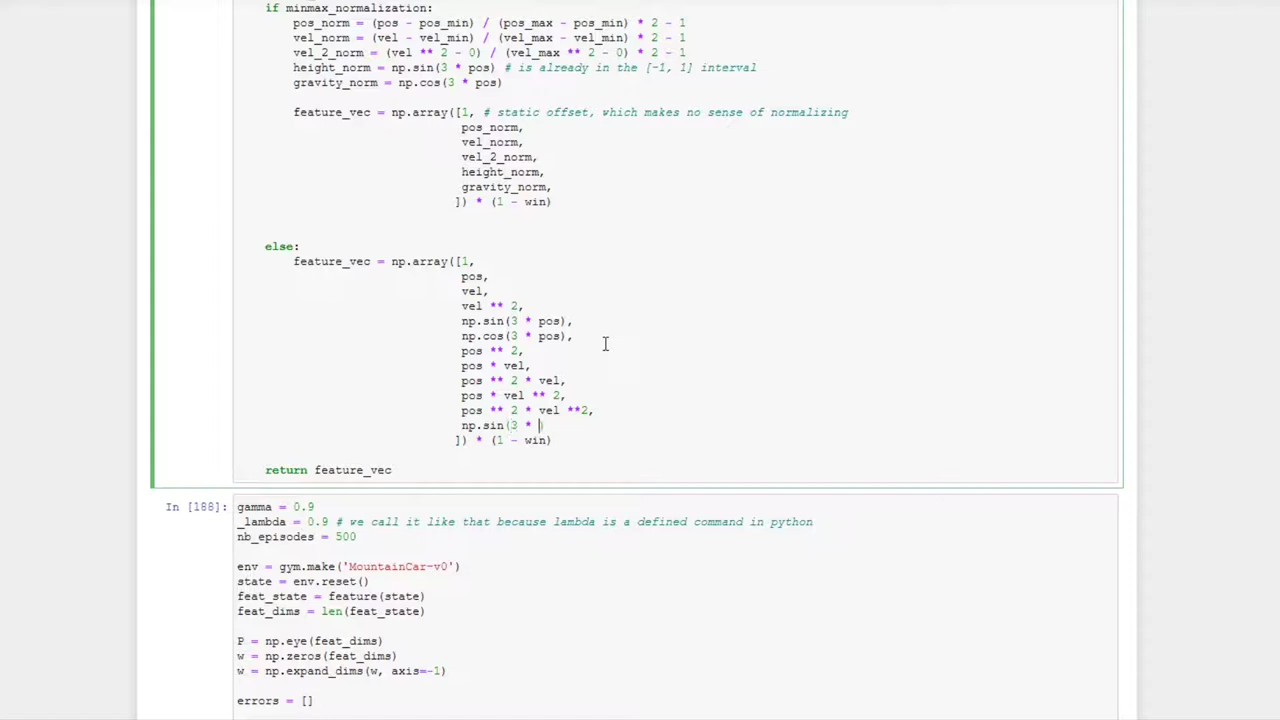 if minmax_normalization:
pos_norm = (pos - pos_min) / (pos_max - pos_min) * 2 - 1
vel_norm = (vel - vel_min) / (vel_max - vel_min) * 2 - 1
vel_2_norm = (vel ** 2 - 0) / (vel_max ** 2 - 0) * 2 - 1
height_norm = np.sin(3 * pos) # is already in the [-1, 1] interval
gravity_norm = np.cos(3 * pos)
feature_vec = np.array([1, # static offset, which makes no sense of normalizing
pos_norm,
vel_norm,
vel_2_norm,
height_norm,
gravity_norm,
]) * (1 - win)
else:
feature_vec = np.array([1,
pos,
vel,
vel ** 2,
np.sin(3 * pos),
np.cos(3 * pos),
pos ** 2,
pos * vel,
pos ** 2 * vel,
pos * vel ** 2,
pos ** 2 * vel **2,
np.sin(3 * )
]) * (1 - win)
return feature_vec
In [188]: gamma = 0.9
_lambda = 0.9 # we call it like that because lambda is a defined command in python
nb_episodes = 500
env = gym.make('MountainCar-v0')
state = env.reset()
feat_state = feature(state)
feat_dims = len(feat_state)
P = np.eye(feat_dims)
w = np.zeros(feat_dims)
w = np.expand_dims(w, axis=-1)
errors = []